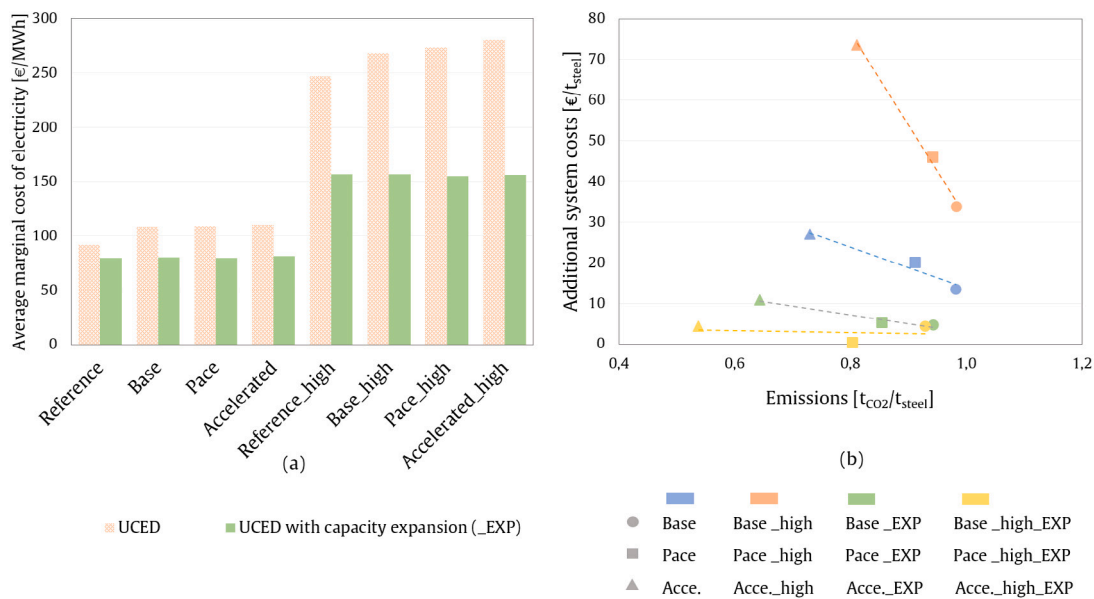 (a)
Average marginal cost of electricity [€/MWh]
300
250
200
150
100
50
0
Reference
Base
Pace
Accelerated
Reference_high
Base_high
Pace_high
Accelerated_high
(a)
UCED
UCED with capacity expansion (_EXP)
(b)
Additional system costs [€/tsteel]
80
70
60
50
40
30
20
10
0
0,4 0,6 0,8 1,0 1,2
Emissions [tCO2/tsteel]
(b)
Base Base _high Base _EXP Base _high_EXP
Pace Pace _high Pace _EXP Pace _high_EXP
Acce. Acce._high Acce._EXP Acce._high_EXP